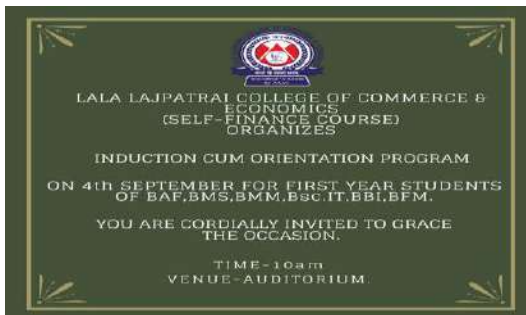 LALA LAJPATRAI COLLEGE OF COMMERCE &
ECONOMICS
(SELF-FINANCE COURSE)
ORGANIZES
INDUCTION CUM ORIENTATION PROGRAM
ON 4th SEPTEMBER FOR FIRST YEAR STUDENTS
OF BAF,BMS,BMM,Bsc.IT,BBI,BFM.
YOU ARE CORDIALLY INVITED TO GRACE
THE OCCASION.
TIME-10am
VENUE-AUDITORIUM.